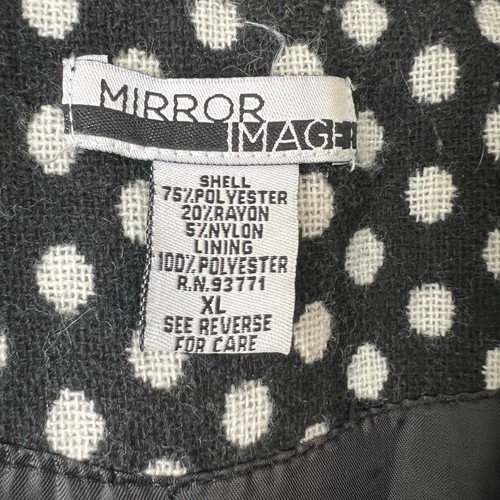 MIRROR
IMAGE
SHELL
75%POLYESTER
20%RAYON
5%NYLON
LINING
100%POLYESTER
R.N.93771
XL
SEE REVERSE
FOR CARE